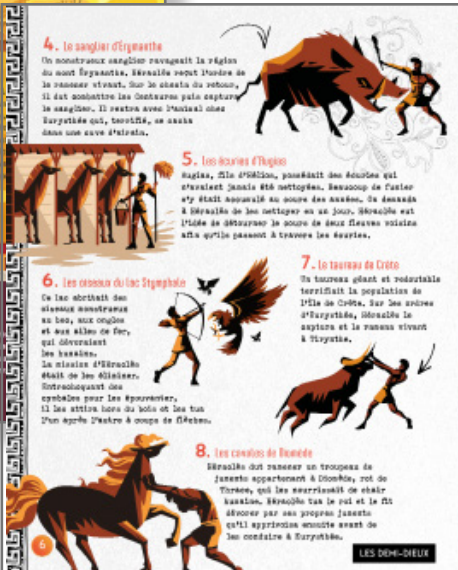 4. Le sanglier d'Érymanthe
Un monstrueux sanglier ravageait la région
du mont Érymanthe. Héraclès reçut l'ordre de
le ramener vivant. Sur le chemin du retour,
il dut combattre les Centaures puis captura
le sanglier. Il rentra avec l'animal chez
Eurysthée qui, terrifié, se cacha
dans une cuve d'airain.
5. Les écuries d'Augias
Augias, fils d'Hélios, possédait des écuries qui
n'avaient jamais été nettoyées. Beaucoup de fumier
s'y était accumulé au cours des années. On demanda
à Héraclès de les nettoyer en un jour. Héraclès eut
l'idée de détourner le cours de deux fleuves voisins
afin qu'ils passent à travers les écuries.
6. Les oiseaux du lac Stymphale
Ce lac abritait des
oiseaux monstrueux
au bec, aux ongles
et aux ailes de fer,
qui dévoraient
les humains.
La mission d'Héraclès
était de les éliminer.
Entrechoquant des
cymbales pour les épouvanter,
il les attira hors du bois et les tua
l'un après l'autre à coups de flèches.
7. Le taureau de Crète
Un taureau géant et redoutable
terrifiait la population de
l'île de Crète. Sur les ordres
d'Eurysthée, Héraclès le
captura et le ramena vivant
à Tirynthe.
8. Les cavales de Diomède
Héraclès dut ramener un troupeau de
juments appartenant à Diomède, roi de
Thrace, qui les nourrissait de chair
humaine. Héraclès tua le roi et le fit
dévorer par ses propres juments
qu'il apprivoisa ensuite avant de
les conduire à Eurysthée.
6
LES DEMI-DIEUX